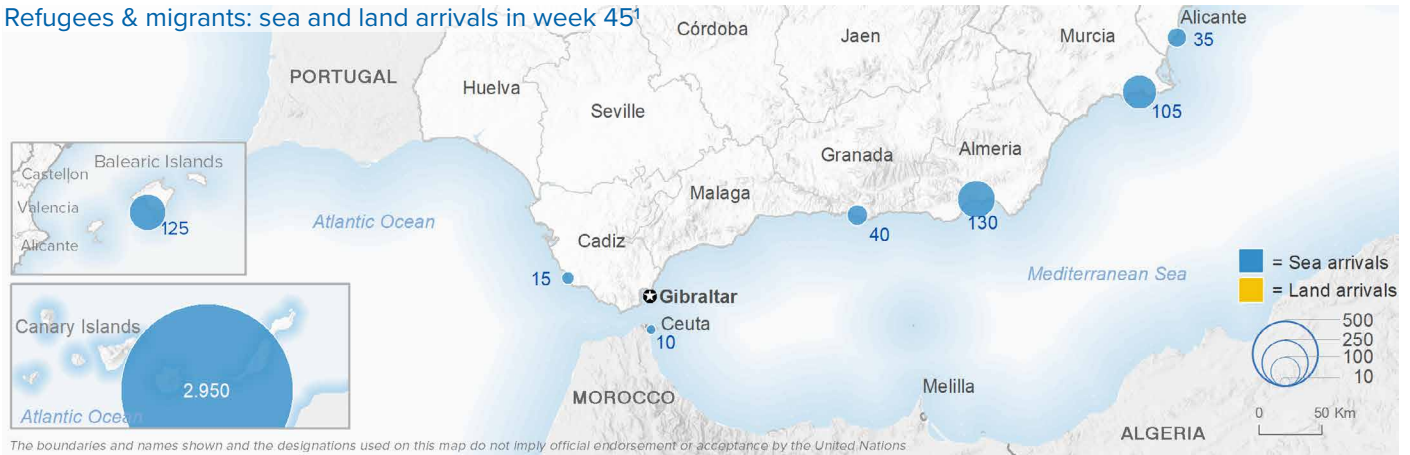 Refugees & migrants: sea and land arrivals in week 45¹
Alicante
35
Córdoba
Jaen
Murcia
PORTUGAL
Huelva
Seville
105
Granada
Almeria
Balearic Islands
Castellon
Valencia
125
Alicante
Malaga
Atlantic Ocean
40
130
Cadiz
15
Mediterranean Sea
= Sea arrivals
= Land arrivals
Gibraltar
Ceuta
10
Canary Islands
2.950
Atlantic Ocean
500
250
100
10
MOROCCO
Melilla
0 50 Km
ALGERIA
The boundaries and names shown and the designations used on this map do not imply official endorsement or acceptance by the United Nations